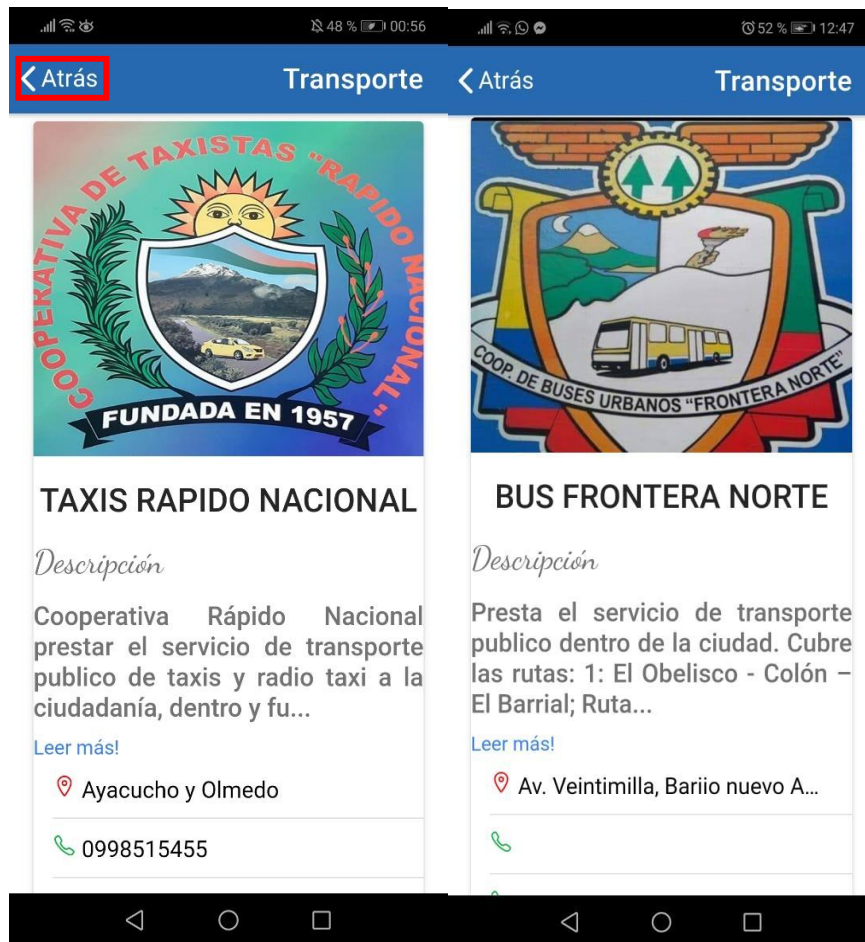 48 % 00:56
Atrás Transporte
COOPERATIVA DE TAXISTAS "RAPIDO NACIONAL"
FUNDADA EN 1957
TAXIS RAPIDO NACIONAL
Descripción
Cooperativa Rápido Nacional
prestar el servicio de transporte
publico de taxis y radio taxi a la
ciudadanía, dentro y fu...
Leer más!
Ayacucho y Olmedo
0998515455
52 % 12:47
Atrás Transporte
COOP. DE BUSES URBANOS "FRONTERA NORTE"
BUS FRONTERA NORTE
Descripción
Presta el servicio de transporte
publico dentro de la ciudad. Cubre
las rutas: 1: El Obelisco - Colón –
El Barrial; Ruta...
Leer más!
Av. Veintimilla, Bariio nuevo A...